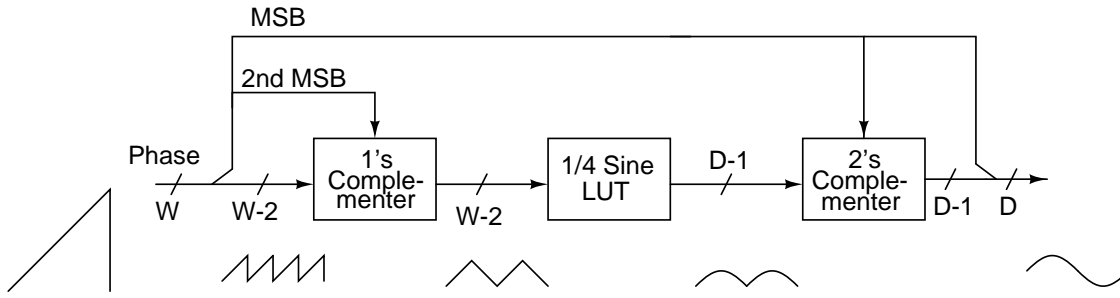 MSB
2nd MSB
Phase
W
W-2
1’s
Comple-
menter
W-2
1/4 Sine
LUT
D-1
2’s
Comple-
menter
D-1
D